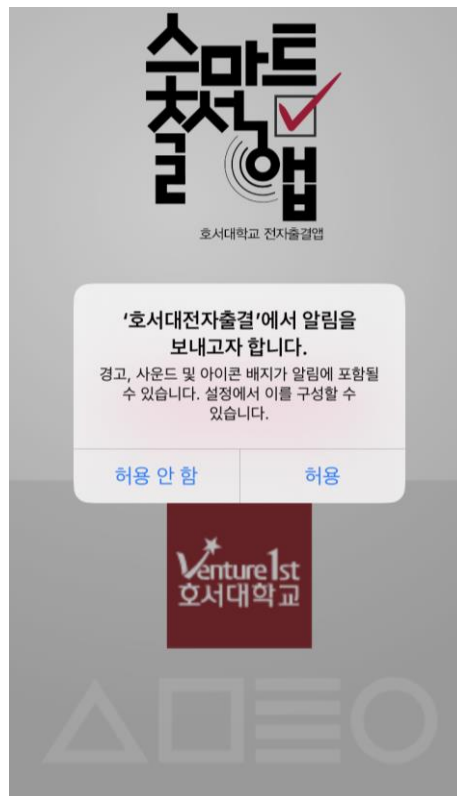 스마트
출석
앱
호서대학교 전자출결앱
‘호서대전자출결’에서 알림을
보내고자 합니다.
경고, 사운드 및 아이콘 배지가 알림에 포함될
수 있습니다. 설정에서 이를 구성할 수
있습니다.
허용 안 함
허용
Venture1st
호서대학교